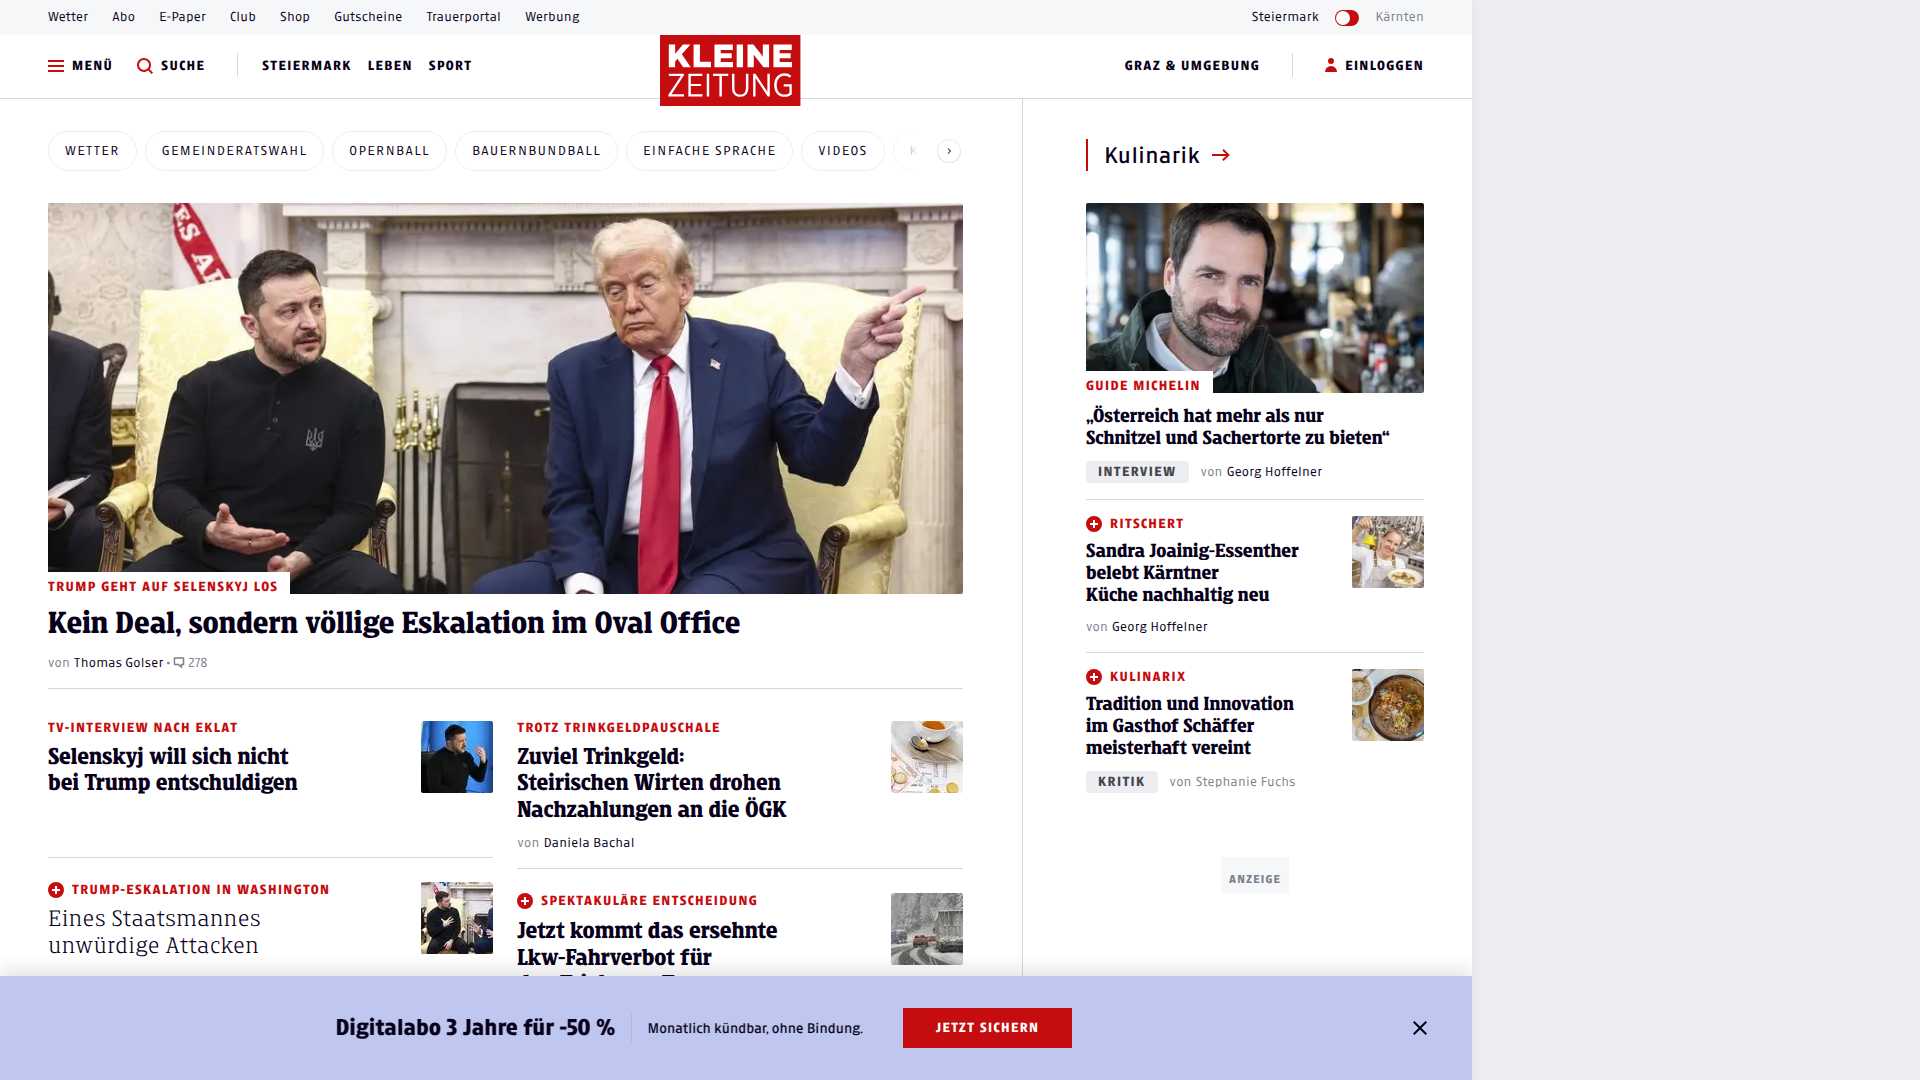 Wetter Abo E-Paper Club Shop Gutscheine Trauerportal Werbung
Steiermark Kärnten
MENÜ SUCHE STEIERMARK LEBEN SPORT
KLEINE
ZEITUNG
GRAZ & UMGEBUNG EINLOGGEN
WETTER GEMEINDERATSWAHL OPERNBALL BAUERNBUNDBALL EINFACHE SPRACHE VIDEOS
TRUMP GEHT AUF SELENSKYJ LOS
Kein Deal, sondern völlige Eskalation im Oval Office
von Thomas Golser • 278
TV-INTERVIEW NACH EKLAT
Selenskyj will sich nicht
bei Trump entschuldigen
TRUMP-ESKALATION IN WASHINGTON
Eines Staatsmannes
unwürdige Attacken
TROTZ TRINKGELDPAUSCHALE
Zuviel Trinkgeld:
Steirischen Wirten drohen
Nachzahlungen an die ÖGK
von Daniela Bachal
SPEKTAKULÄRE ENTSCHEIDUNG
Jetzt kommt das ersehnte
Lkw-Fahrverbot für
Kulinarik
GUIDE MICHELIN
„Österreich hat mehr als nur
Schnitzel und Sachertorte zu bieten“
INTERVIEW von Georg Hoffelner
RITSCHERT
Sandra Joainig-Essenther
belebt Kärntner
Küche nachhaltig neu
von Georg Hoffelner
KULINARIX
Tradition und Innovation
im Gasthof Schäffer
meisterhaft vereint
KRITIK von Stephanie Fuchs
ANZEIGE
Digitalabo 3 Jahre für -50 %
Monatlich kündbar, ohne Bindung.
JETZT SICHERN